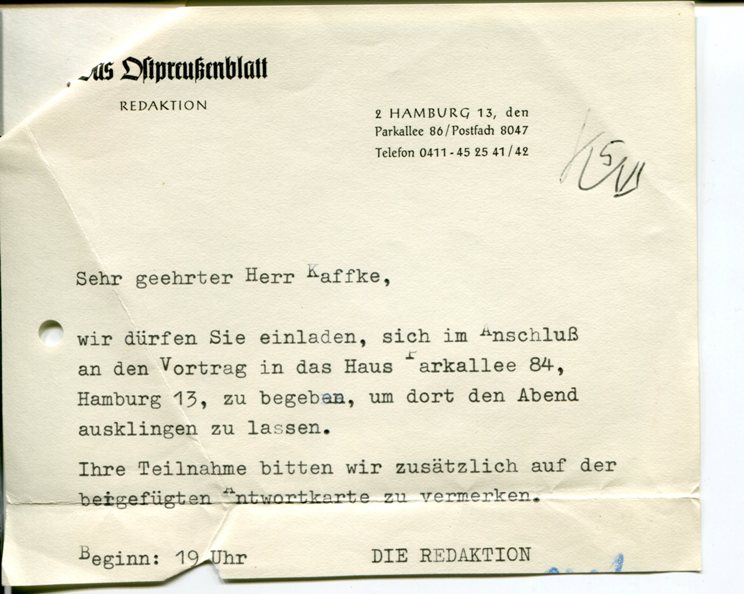 Das Ostpreußenblatt
REDAKTION
2 HAMBURG 13, den
Parkallee 86/Postfach 8047
Telefon 0411-45 25 41/42
Sehr geehrter Herr Kaffke,
wir dürfen Sie einladen, sich im Anschluß
an den Vortrag in das Haus Parkallee 84,
Hamburg 13, zu begeben, um dort den Abend
ausklingen zu lassen.
Ihre Teilnahme bitten wir zusätzlich auf der
beigefügten Antwortkarte zu vermerken.
Beginn: 19 Uhr
DIE REDAKTION